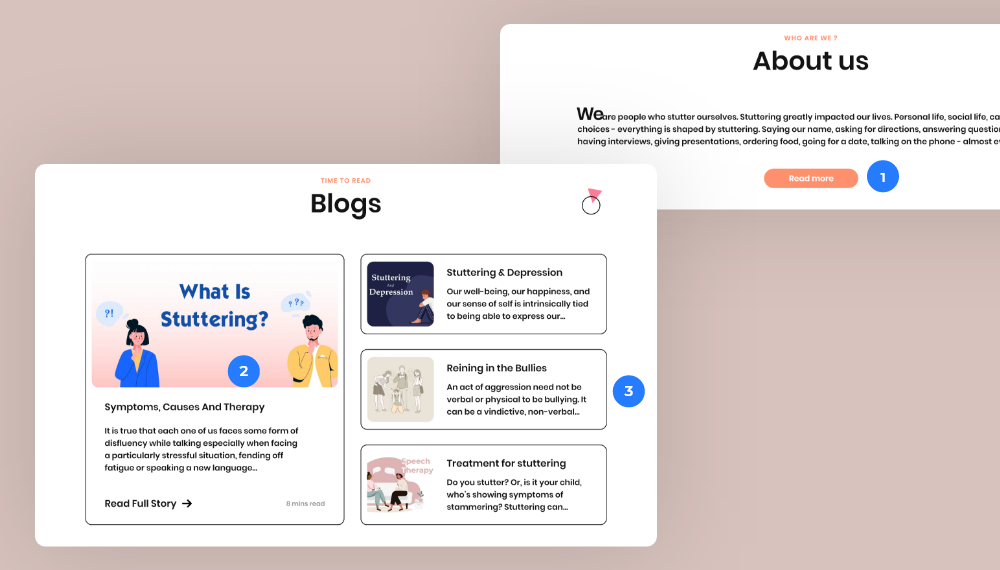 WHO ARE WE ?
About us
We are people who stutter ourselves. Stuttering greatly impacted our lives. Personal life, social life,
choices - everything is shaped by stuttering. Saying our name, asking for directions, answering
having interviews, giving presentations, ordering food, going for a date, talking on the phone - almost
Read more
1
TIME TO READ
Blogs
What Is
Stuttering?
?!
? ? ?
2
Symptoms, Causes And Therapy
It is true that each one of us faces some form of
disfluency while talking especially when facing
a particularly stressful situation, fending off
fatigue or speaking a new language...
Read Full Story
8 mins read
Stuttering
And
Depression
Stuttering & Depression
Our well-being, our happiness, and
our sense of self is intrinsically tied
to being able to express our...
Reining in the Bullies
An act of aggression need not be
verbal or physical to be bullying. It
can be a vindictive, non-verbal...
3
Speech
Therapy
Treatment for stuttering
Do you stutter? Or, is it your child,
who's showing symptoms of
stammering? Stuttering can...